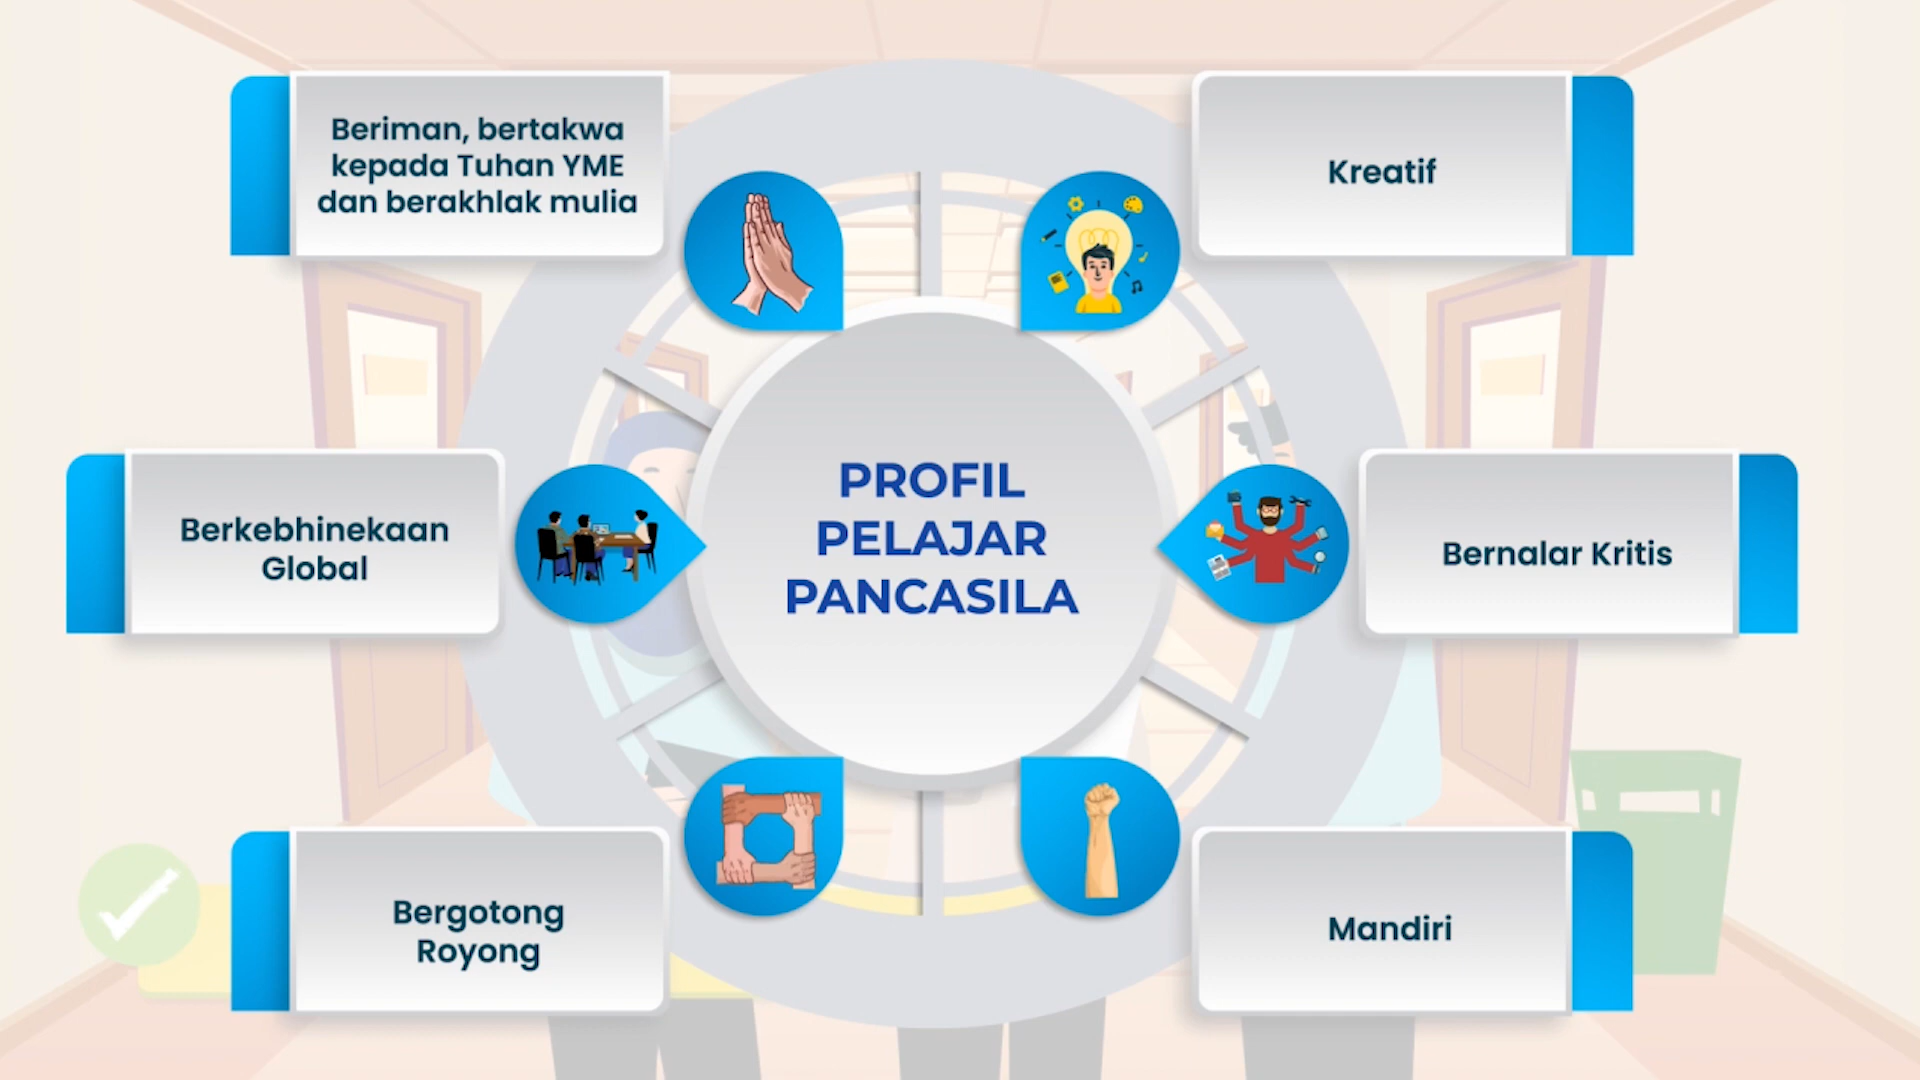 Beriman, bertakwa
kepada Tuhan YME
dan berakhlak mulia
Kreatif
Berkebhinekaan
Global
PROFIL
PELAJAR
PANCASILA
Bernalar Kritis
Bergotong
Royong
Mandiri